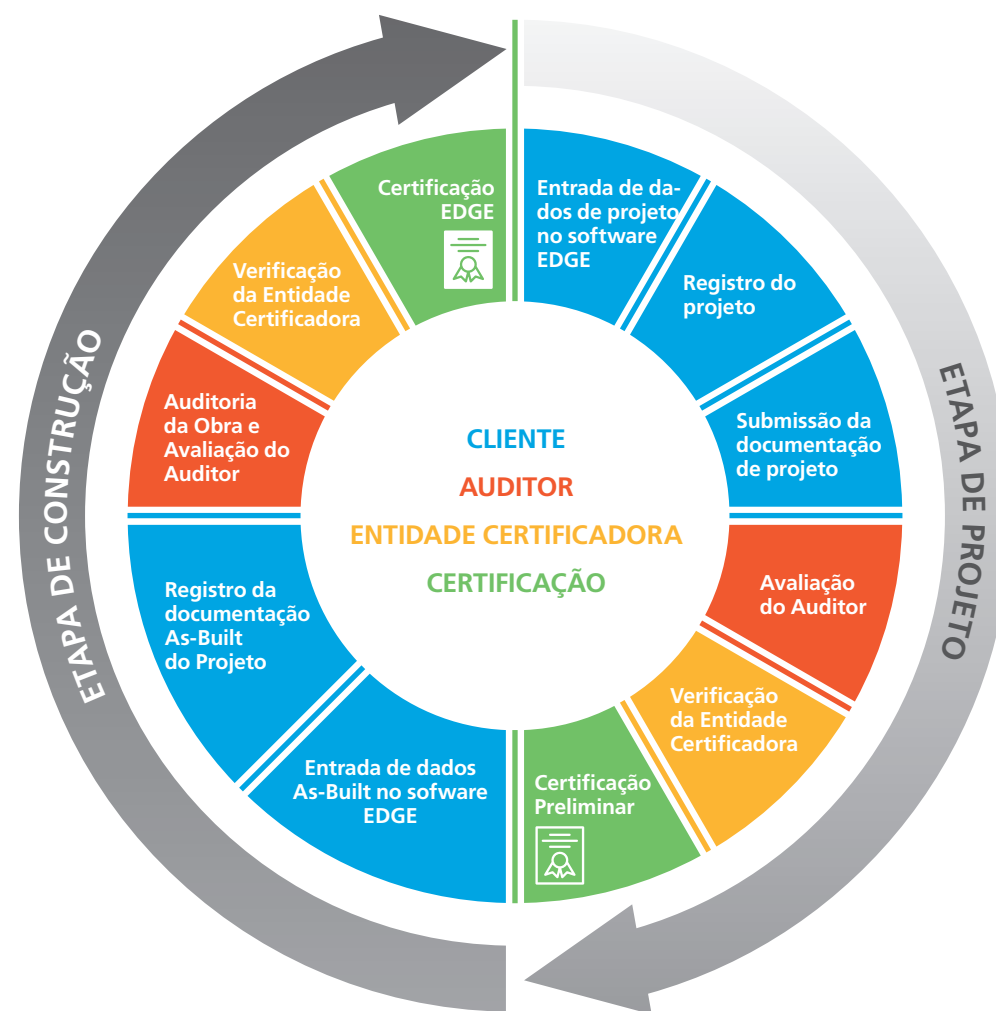 Entrada de da-
dos de projeto
no software
EDGE
Registro do
projeto
Submissão da
documentação
de projeto
Avaliação
do Auditor
Verificação
da Entidade
Certificadora
Certificação
Preliminar
Entrada de dados
As-Built no sofware
EDGE
Registro da
documentação
As-Built
do Projeto
Auditoria
da Obra e
Avaliação do
Auditor
Verificação
da Entidade
Certificadora
Certificação
EDGE
CLIENTE
AUDITOR
ENTIDADE CERTIFICADORA
CERTIFICAÇÃO
ETAPA DE PROJETO
ETAPA DE CONSTRUÇÃO